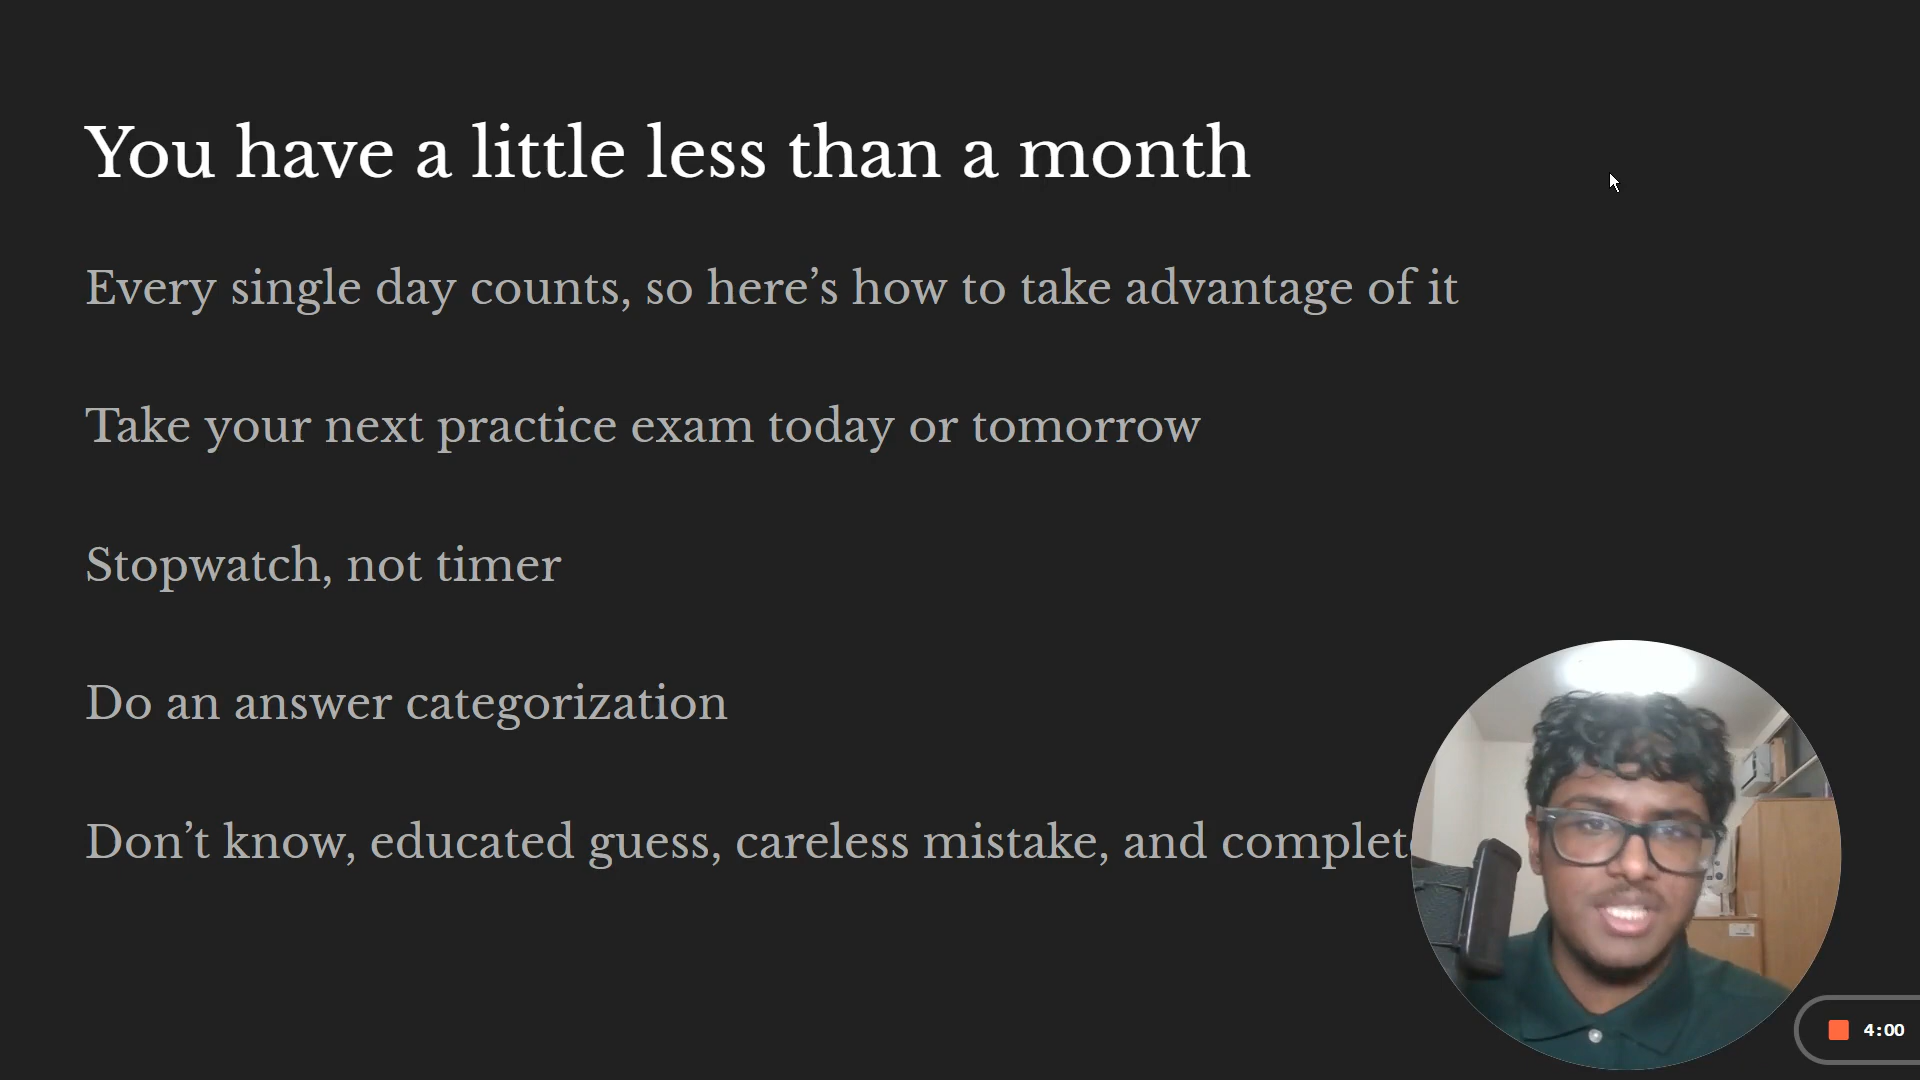 You have a little less than a month
Every single day counts, so here’s how to take advantage of it
Take your next practice exam today or tomorrow
Stopwatch, not timer
Do an answer categorization
Don’t know, educated guess, careless mistake, and
4:00